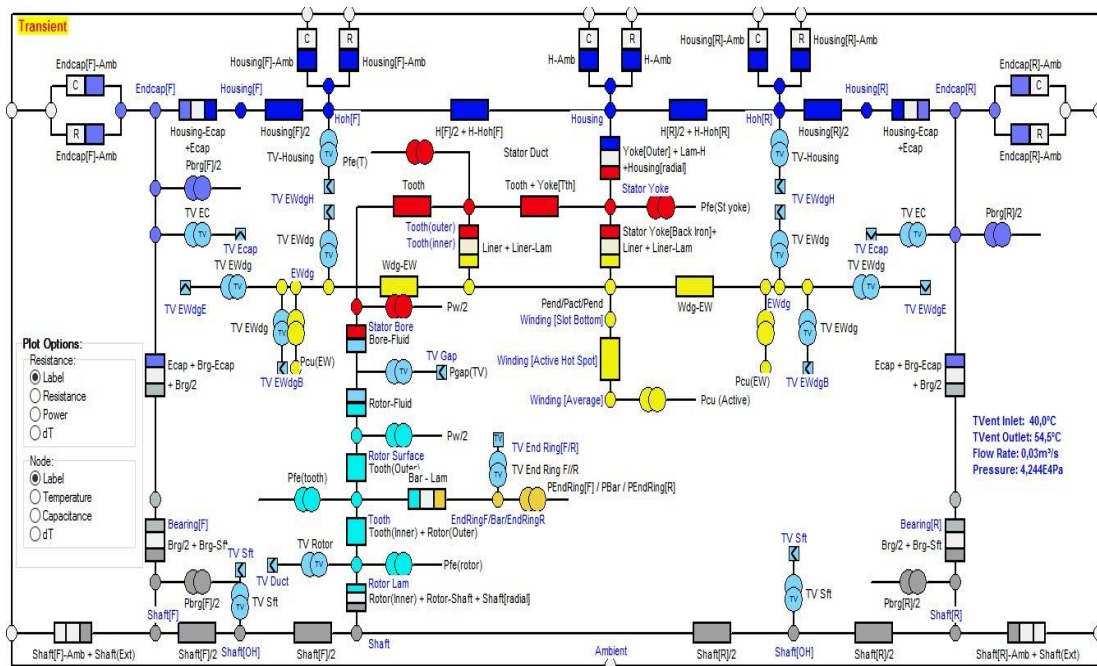 Transient
C
R
C
R
C
R
Housing[F]-Amb
Housing[F]-Amb
H-Amb
H-Amb
Housing[R]-Amb
Housing[R]-Amb
Endcap[F]-Amb
C
R
Endcap[F]-Amb
Endcap[F]
Housing[F]
Housing-Ecap
+Ecap
Housing[F]/2
Hoh[F]
H[F]/2 + H-Hoh[F]
Housing
H[R]/2 + H-Hoh[R]
Hoh[R]
Housing[R]/2
Housing[R]
Housing-Ecap
+Ecap
Endcap[R]
Endcap[R]-Amb
C
R
Endcap[R]-Amb
Pbrg[F]/2
TV-Housing
Pfe(T)
Stator Duct
Yoke[Outer] + Lam-H
+Housing[radial]
TV-Housing
TV EWdgH
Tooth
Tooth + Yoke[Tth]
Stator Yoke
Pfe(St yoke)
TV EWdgH
TV EC
TV Ecap
TV EWdg
Tooth(outer)
Tooth(inner)
Liner + Liner-Lam
Stator Yoke[Back Iron]+
Liner + Liner-Lam
TV EWdg
TV EC
TV Ecap
Pbrg[R]/2
TV EWdg
TV EWdgE
EWdg
Wdg-EW
Wdg-EW
EWdg
TV EWdg
TV EWdgE
TV EWdg
Pcu(EW)
TV EWdgB
Pw/2
Stator Bore
Bore-Fluid
Pend/Pact/Pend
Winding [Slot Bottom]
TV EWdg
Pcu(EW)
TV EWdgB
TV Gap
Pgap(TV)
Winding [Active Hot Spot]
Rotor-Fluid
Winding [Average]
Pcu (Active)
Plot Options:
Resistance:
Label
Resistance
Power
dT
Node:
Label
Temperature
Capacitance
dT
Ecap + Brg-Ecap
+ Brg/2
Ecap + Brg-Ecap
+ Brg/2
TVent Inlet: 40,0ºC
TVent Outlet: 54,5ºC
Flow Rate: 0,03m³/s
Pressure: 4,244E4Pa
Pw/2
Rotor Surface
Tooth(Outer)
TV End Ring[F/R]
TV End Ring F//R
Pfe(tooth)
Bar - Lam
PEndRing[F] / PBar / PEndRing[R]
EndRingF/Bar/EndRingR
Tooth
Tooth(Inner) + Rotor(Outer)
Bearing[F]
Brg/2 + Brg-Sft
TV Sft
TV Rotor
TV Duct
Pfe(rotor)
TV Sft
Bearing[R]
Brg/2 + Brg-Sft
Pbrg[F]/2
TV Sft
Rotor Lam
Rotor(Inner) + Rotor-Shaft + Shaft[radial]
TV Sft
Pbrg[R]/2
Shaft[F]
Shaft[F]-Amb + Shaft(Ext)
Shaft[F]/2
Shaft[OH]
Shaft[F]/2
Shaft
Ambient
Shaft[R]/2
Shaft[OH]
Shaft[R]/2
Shaft[R]
Shaft[R]-Amb + Shaft(Ext)